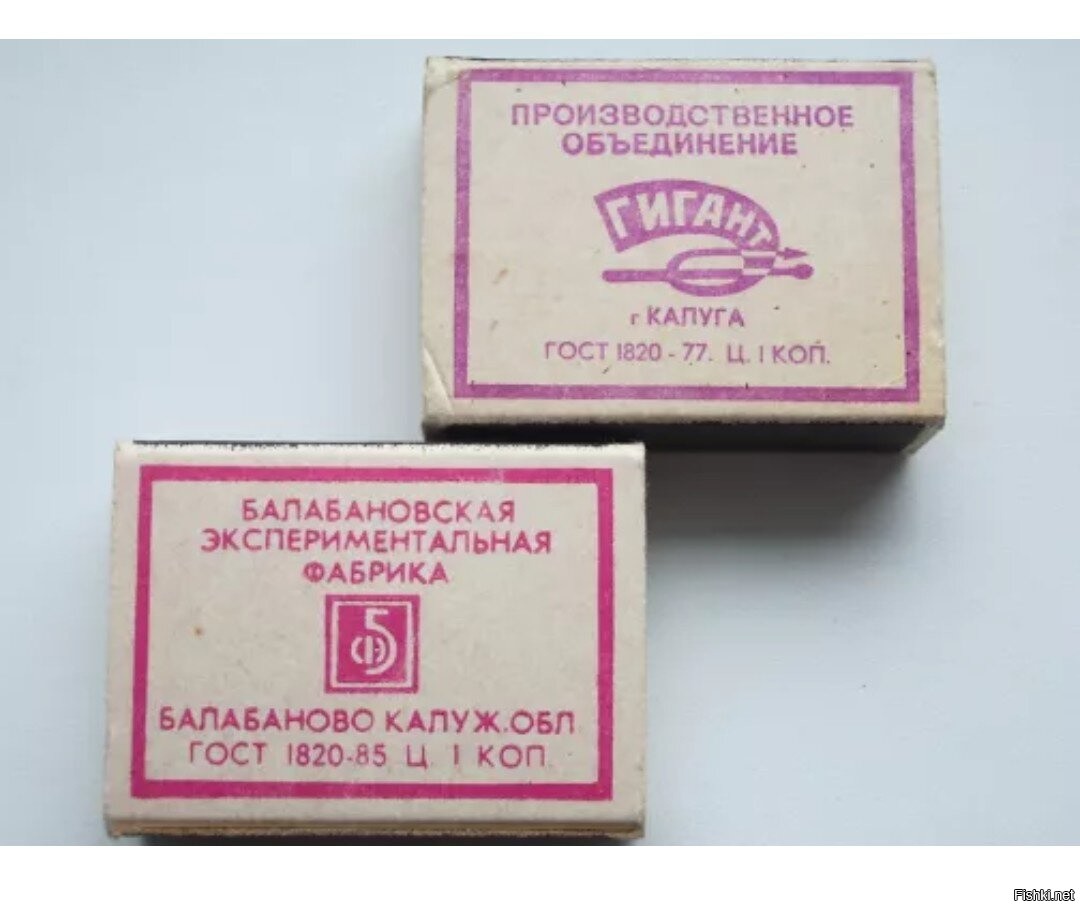 ПРОИЗВОДСТВЕННОЕ
ОБЪЕДИНЕНИЕ
ГИГАНТ
г КАЛУГА
ГОСТ 1820 - 77. Ц. 1 КОП.
БАЛАБАНОВСКАЯ
ЭКСПЕРИМЕНТАЛЬНАЯ
ФАБРИКА
БФ
БАЛАБАНОВО КАЛУЖ.ОБЛ
ГОСТ 1820-85 Ц. 1 КОП.
Fishki.net